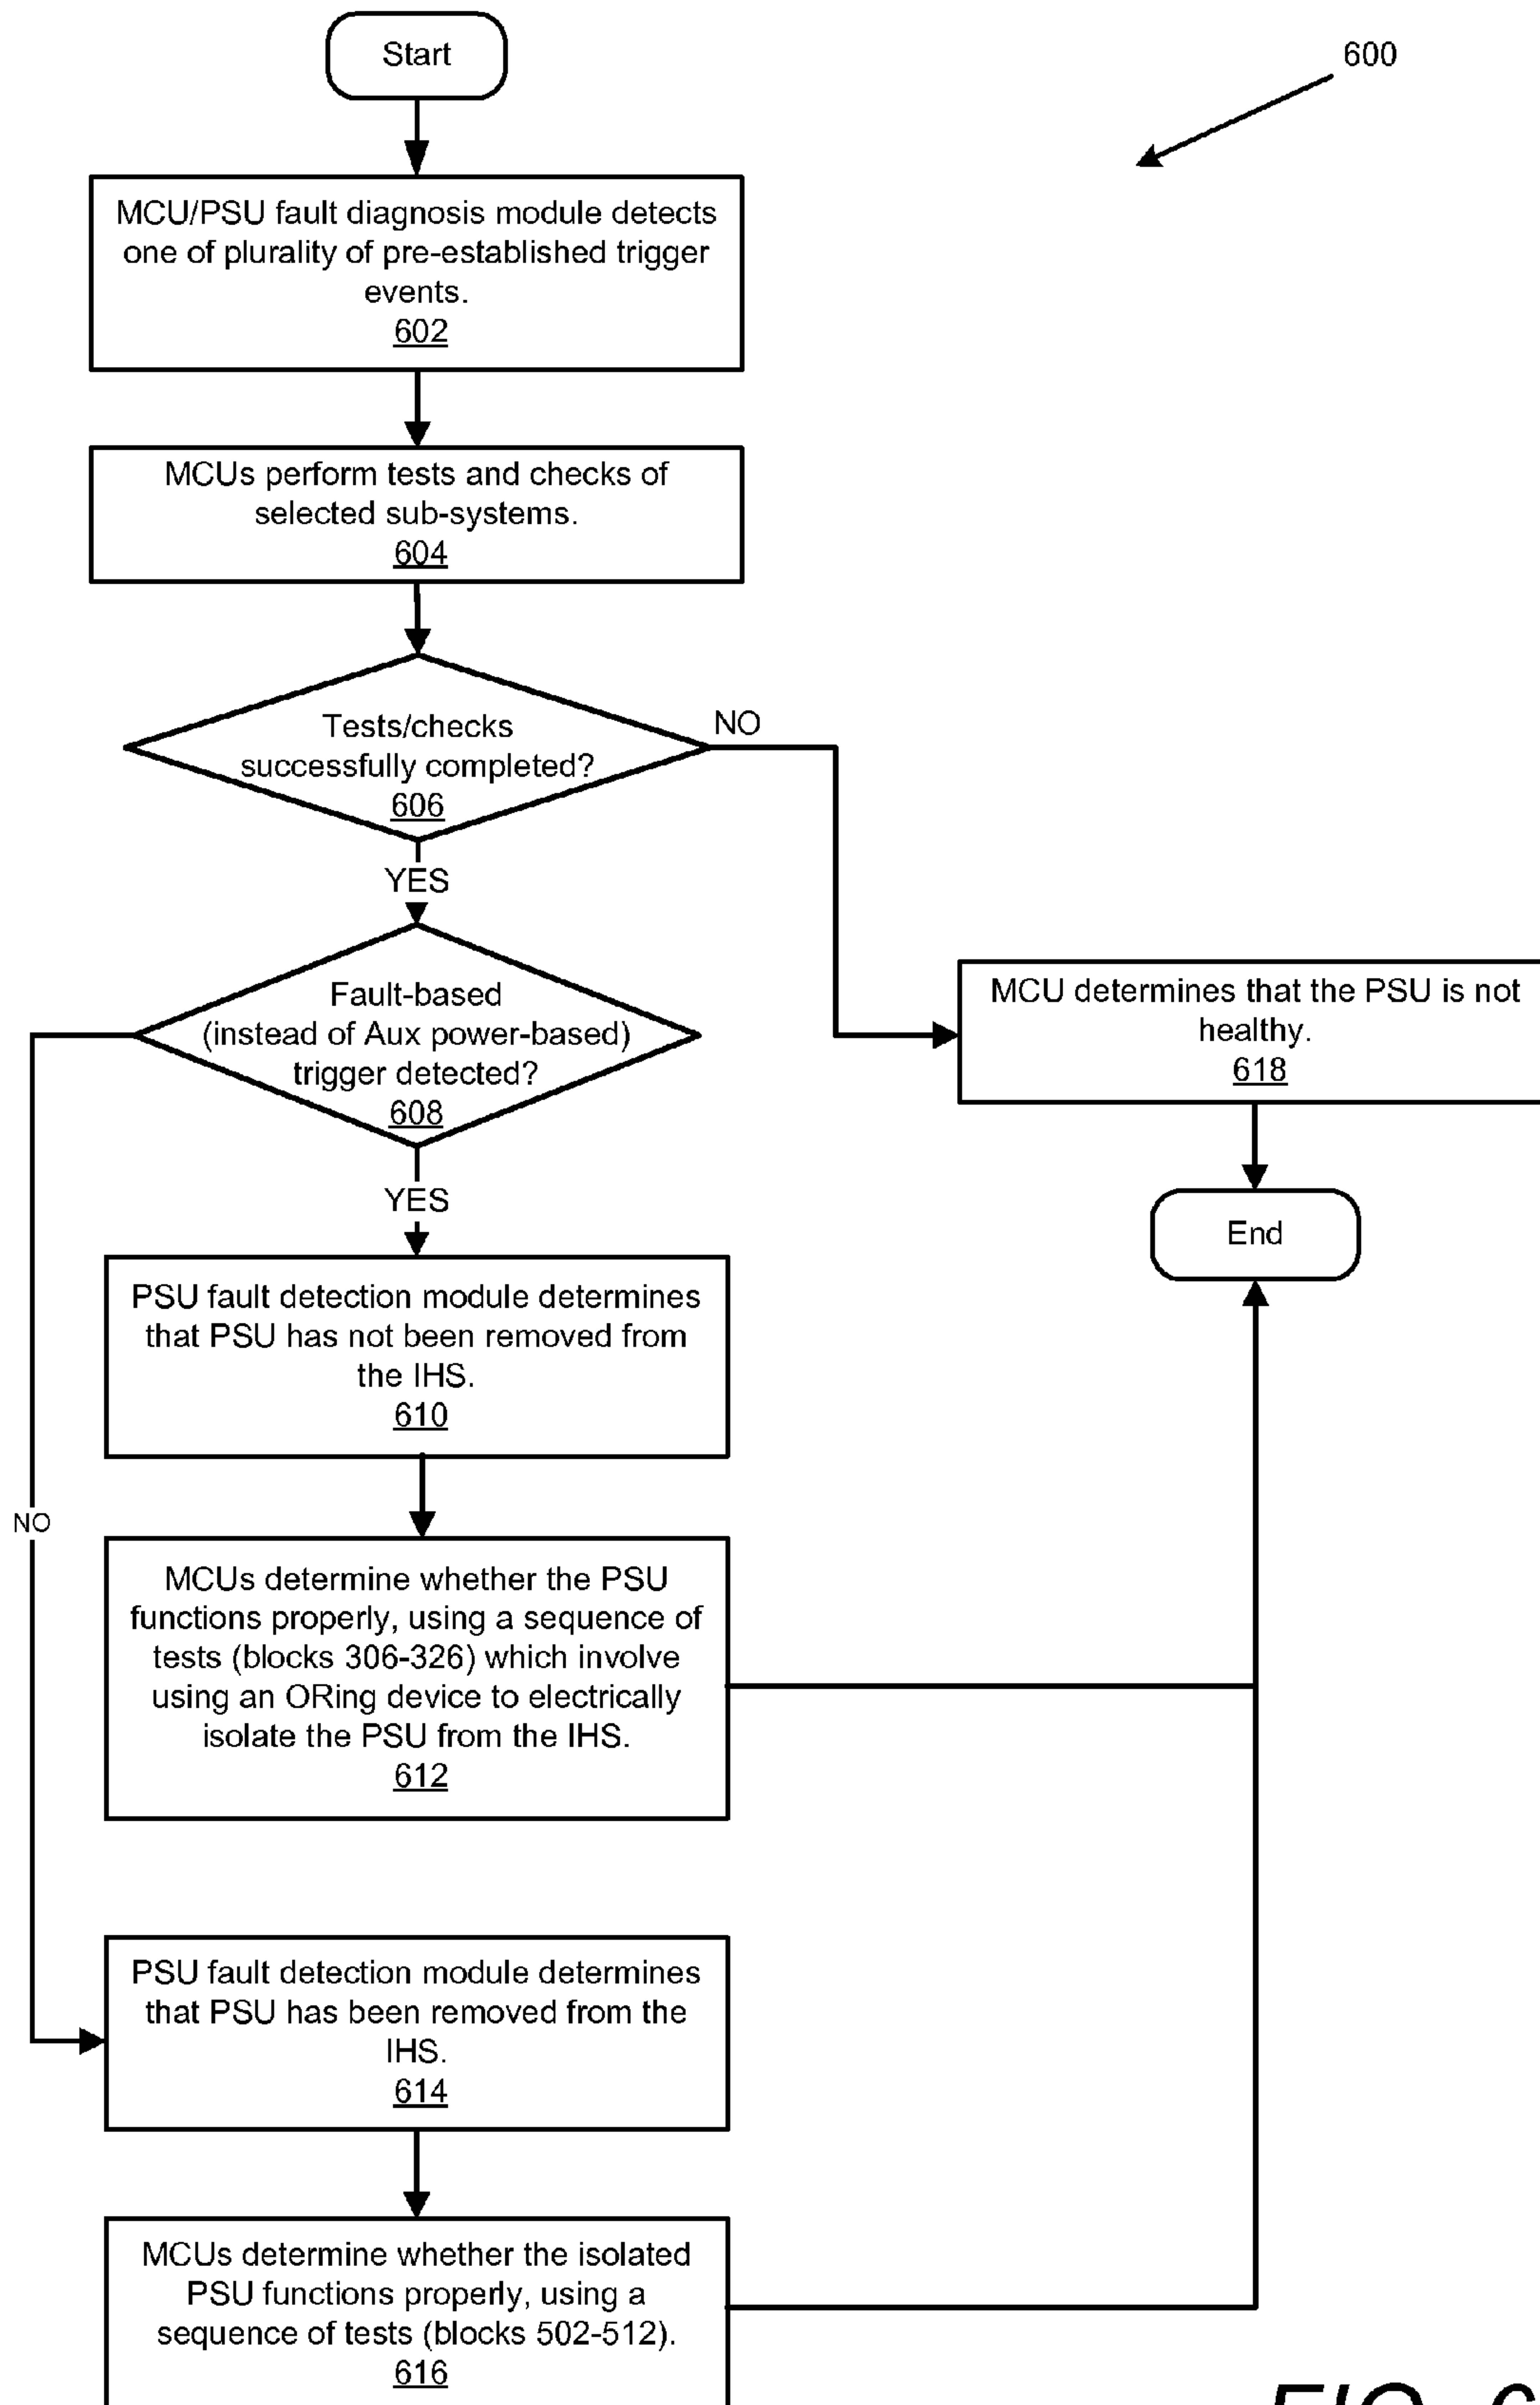 Start
600
MCU/PSU fault diagnosis module detects
one of plurality of pre-established trigger
events.
602
MCUs perform tests and checks of
selected sub-systems.
604
Tests/checks
successfully completed?
606
NO
YES
Fault-based
(instead of Aux power-based)
trigger detected?
608
MCU determines that the PSU is not
healthy.
618
YES
End
PSU fault detection module determines
that PSU has not been removed from
the IHS.
610
NO
MCUs determine whether the PSU
functions properly, using a sequence of
tests (blocks 306-326) which involve
using an ORing device to electrically
isolate the PSU from the IHS.
612
PSU fault detection module determines
that PSU has been removed from the
IHS.
614
MCUs determine whether the isolated
PSU functions properly, using a
sequence of tests (blocks 502-512).
616
FIG. 6